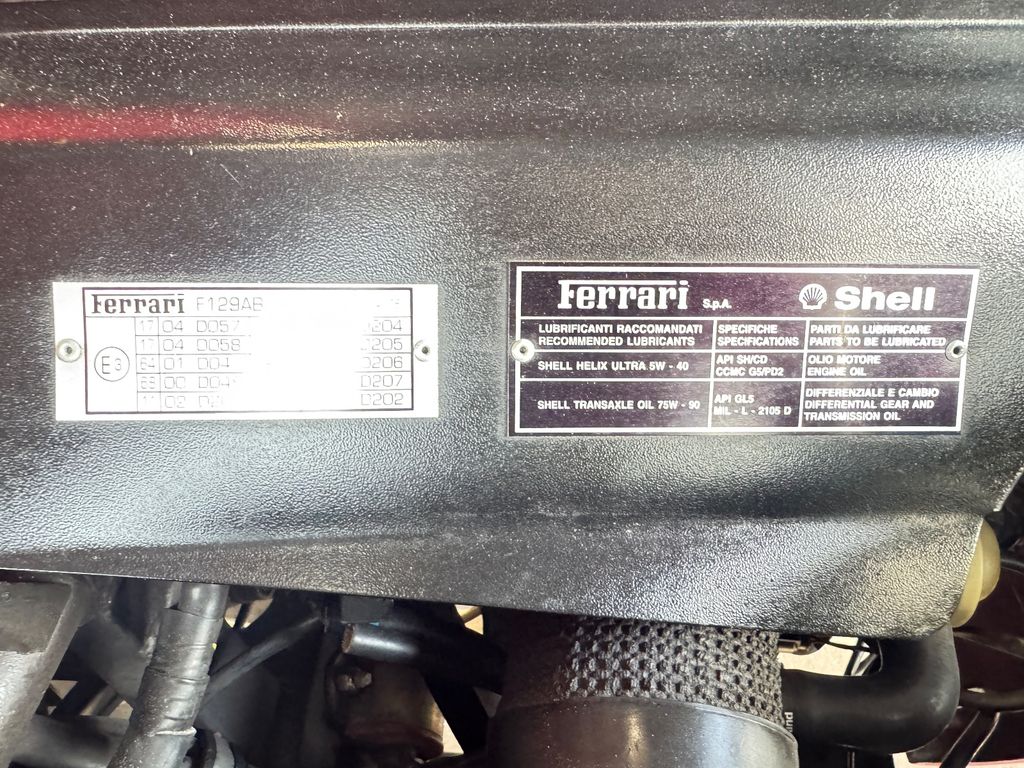 Ferrari F129AB
E3
17 04 D057 D204
17 04 D058 D205
64 01 D04 D206
00 D04 D207
02 D202
Ferrari S.p.A. Shell
LUBRIFICANTI RACCOMANDATI SPECIFICHE PARTI DA LUBRIFICARE
RECOMMENDED LUBRICANTS SPECIFICATIONS PARTS TO BE LUBRICATED
SHELL HELIX ULTRA 5W - 40 API SH/CD OLIO MOTORE
CCMC G5/PD2 ENGINE OIL
SHELL TRANSAXLE OIL 75W - 90 API GL5 DIFFERENZIALE E CAMBIO
MIL - L - 2105 D DIFFERENTIAL GEAR AND
TRANSMISSION OIL